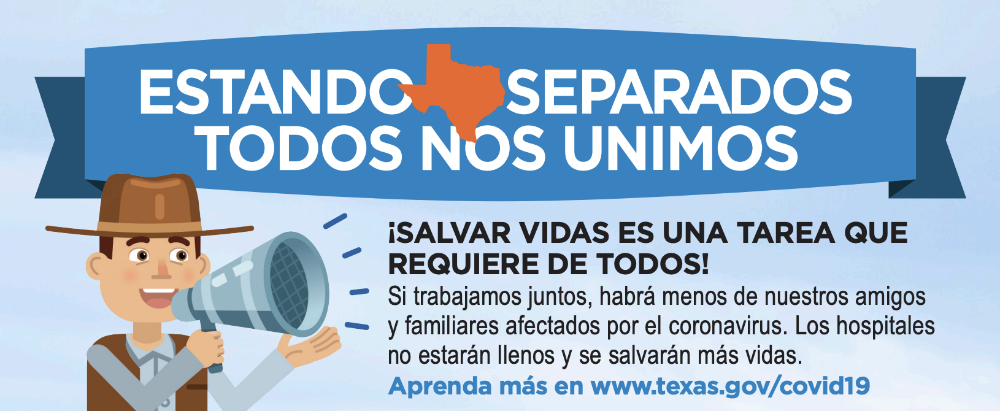 ESTANDO SEPARADOS
TODOS NOS UNIMOS
¡SALVAR VIDAS ES UNA TAREA QUE
REQUIERE DE TODOS!
Si trabajamos juntos, habrá menos de nuestros amigos
y familiares afectados por el coronavirus. Los hospitales
no estarán llenos y se salvarán más vidas.
Aprenda más en www.texas.gov/covid19